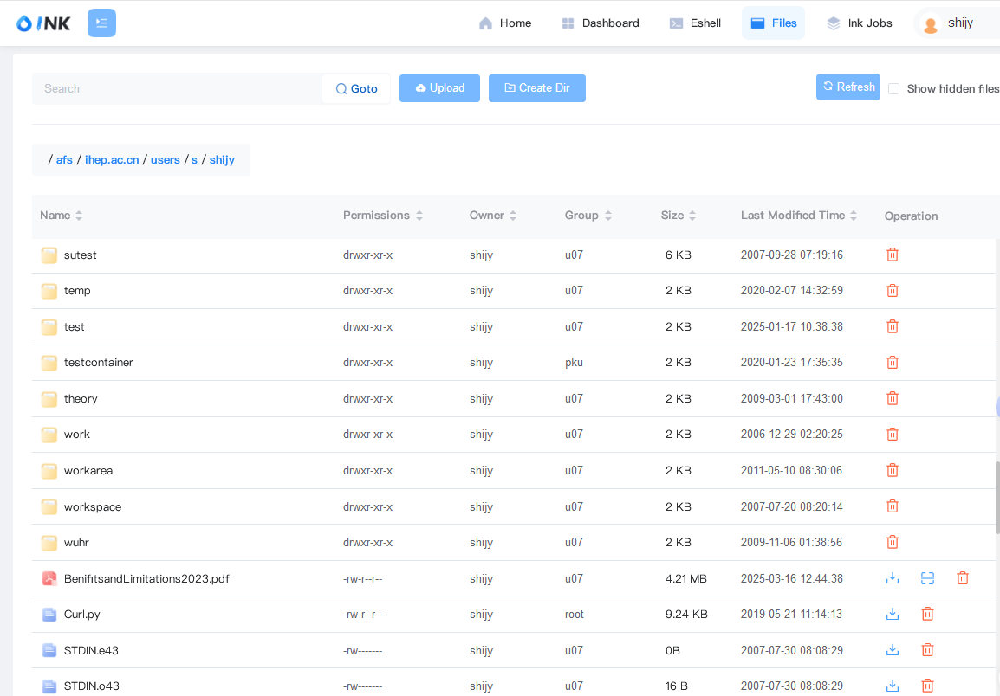 INK Home Dashboard Eshell Files Ink Jobs shijy
Search Goto Upload Create Dir Refresh Show hidden files
/ afs / ihep.ac.cn / users / s / shijy
Name Permissions Owner Group Size Last Modified Time Operation
sutest drwxr-xr-x shijy u07 6 KB 2007-09-28 07:19:16
temp drwxr-xr-x shijy u07 2 KB 2020-02-07 14:32:59
test drwxr-xr-x shijy u07 2 KB 2025-01-17 10:38:38
testcontainer drwxr-xr-x shijy pku 2 KB 2020-01-23 17:35:35
theory drwxr-xr-x shijy u07 2 KB 2009-03-01 17:43:00
work drwxr-xr-x shijy u07 2 KB 2006-12-29 02:20:25
workarea drwxr-xr-x shijy u07 2 KB 2011-05-10 08:30:06
workspace drwxr-xr-x shijy u07 2 KB 2007-07-20 08:20:14
wuhr drwxr-xr-x shijy u07 2 KB 2009-11-06 01:38:56
BenifitsandLimitations2023.pdf -rw-r--r-- shijy u07 4.21 MB 2025-03-16 12:44:38
Curl.py -rw-r--r-- shijy root 9.24 KB 2019-05-21 11:14:13
STDIN.e43 -rw------- shijy u07 0B 2007-07-30 08:08:29
STDIN.o43 -rw------- shijy u07 16 B 2007-07-30 08:08:29